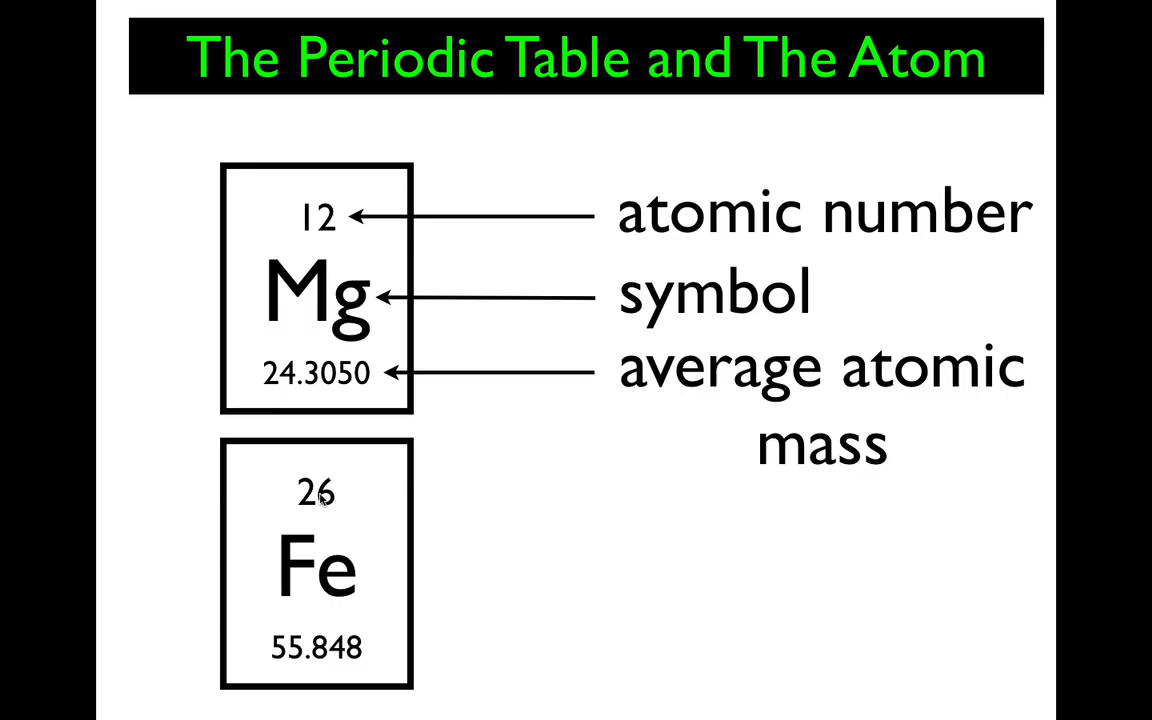 The Periodic Table and The Atom
12
atomic number
Mg
symbol
24.3050
average atomic
mass
26
Fe
55.848